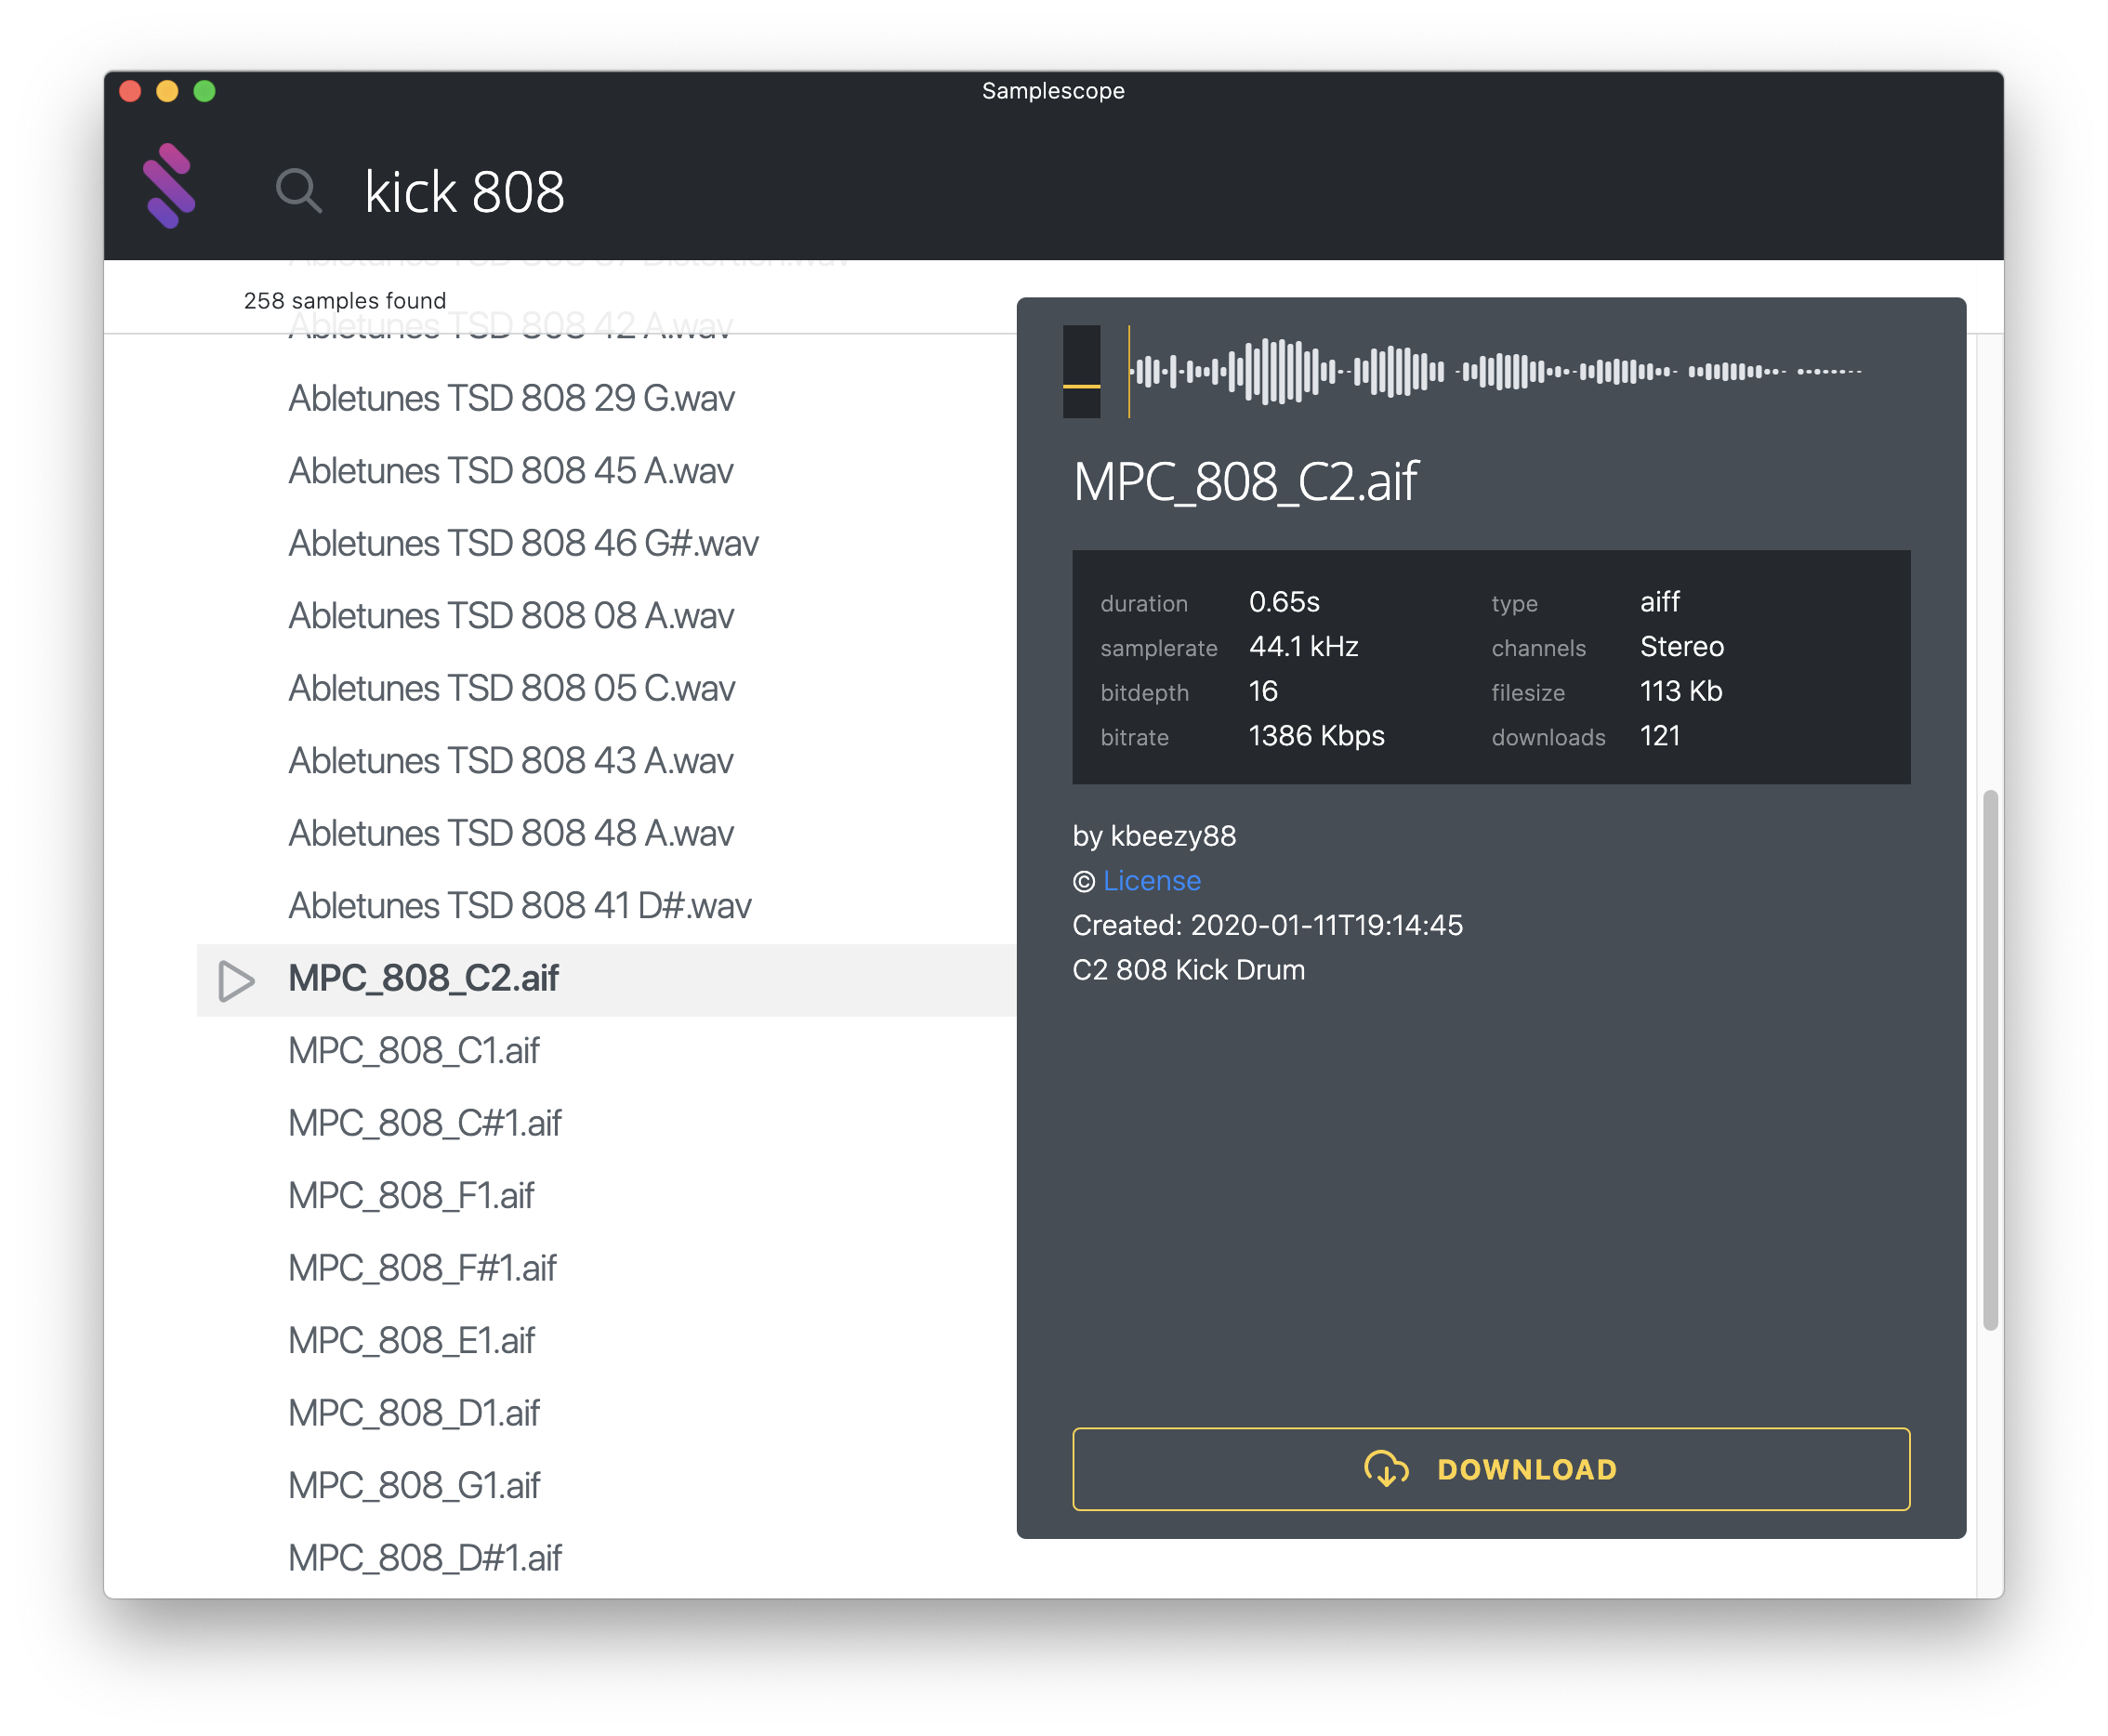 Samplescope
kick 808
258 samples found
Abletunes TSD 808 42 A.wav
Abletunes TSD 808 29 G.wav
Abletunes TSD 808 45 A.wav
Abletunes TSD 808 46 G#.wav
Abletunes TSD 808 08 A.wav
Abletunes TSD 808 05 C.wav
Abletunes TSD 808 43 A.wav
Abletunes TSD 808 48 A.wav
Abletunes TSD 808 41 D#.wav
MPC_808_C2.aif
MPC_808_C1.aif
MPC_808_C#1.aif
MPC_808_F1.aif
MPC_808_F#1.aif
MPC_808_E1.aif
MPC_808_D1.aif
MPC_808_G1.aif
MPC_808_D#1.aif
MPC_808_C2.aif
duration 0.65s type aiff
samplerate 44.1 kHz channels Stereo
bitdepth 16 filesize 113 Kb
bitrate 1386 Kbps downloads 121
by kbeezy88
© License
Created: 2020-01-11T19:14:45
C2 808 Kick Drum
DOWNLOAD